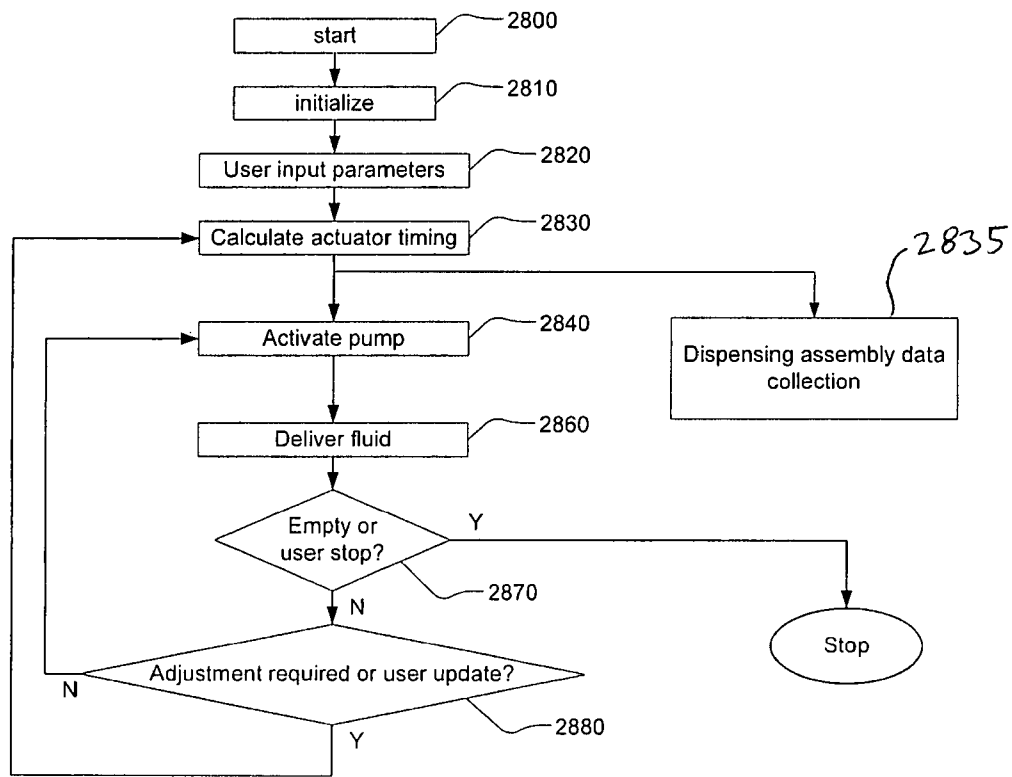 start
2800
initialize
2810
User input parameters
2820
Calculate actuator timing
2830
2835
Activate pump
2840
Dispensing assembly data
collection
Deliver fluid
2860
Empty or
user stop?
Y
2870
N
Stop
Adjustment required or user update?
N
2880
Y